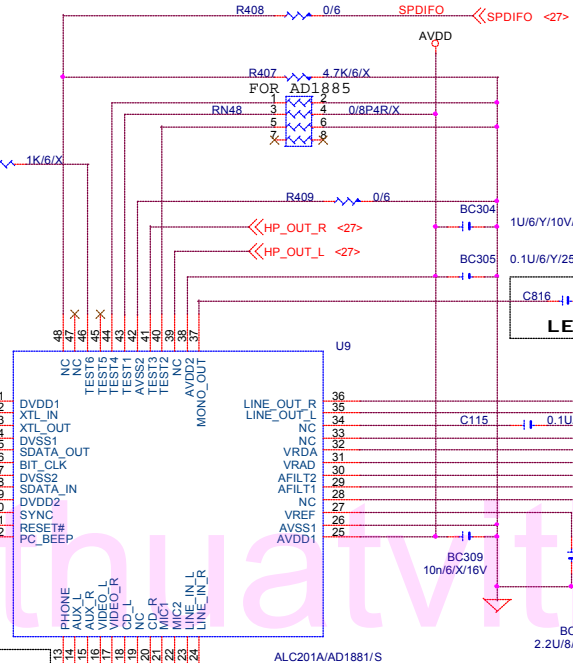 R408 0/6 SPDIFO SPDIFO <27>
AVDD
R407 4.7K/6/X
FOR AD1885
1 2
RN48 3 4 0/8P4R/X
5 6
7 8
1K/6/X
R409 0/6
BC304
HP_OUT_R <27>
1U/6/Y/10V/
HP_OUT_L <27>
BC305 0.1U/6/Y/25
C816
LE
48 47 46 45 44 43 42 41 40 39 38 37
U9
NC NC TEST6 TEST5 TEST4 TEST1 AVSS2 TEST3 TEST2 NC AVDD2 MONO_OUT
DVDD1 LINE_OUT_R 36
XTL_IN LINE_OUT_L 35
XTL_OUT NC 34 C115 0.1U
DVSS1 NC 33
SDATA_OUT VRDA 32
BIT_CLK VRAD 31
DVSS2 AFILT2 30
SDATA_IN AFILT1 29
DVDD2 NC 28
SYNC VREF 27
RESET# AVSS1 26
PC_BEEP AVDD1 25
thuatviti
BC309
10n/6/X/16V
PHONE AUX_L AUX_R VIDEO_L VIDEO_R CD_L NC CD_R MIC1 MIC2 LINE_IN_L LINE_IN_R
13 14 15 16 17 18 19 20 21 22 23 24
BC
2.2U/8/
ALC201A/AD1881/S